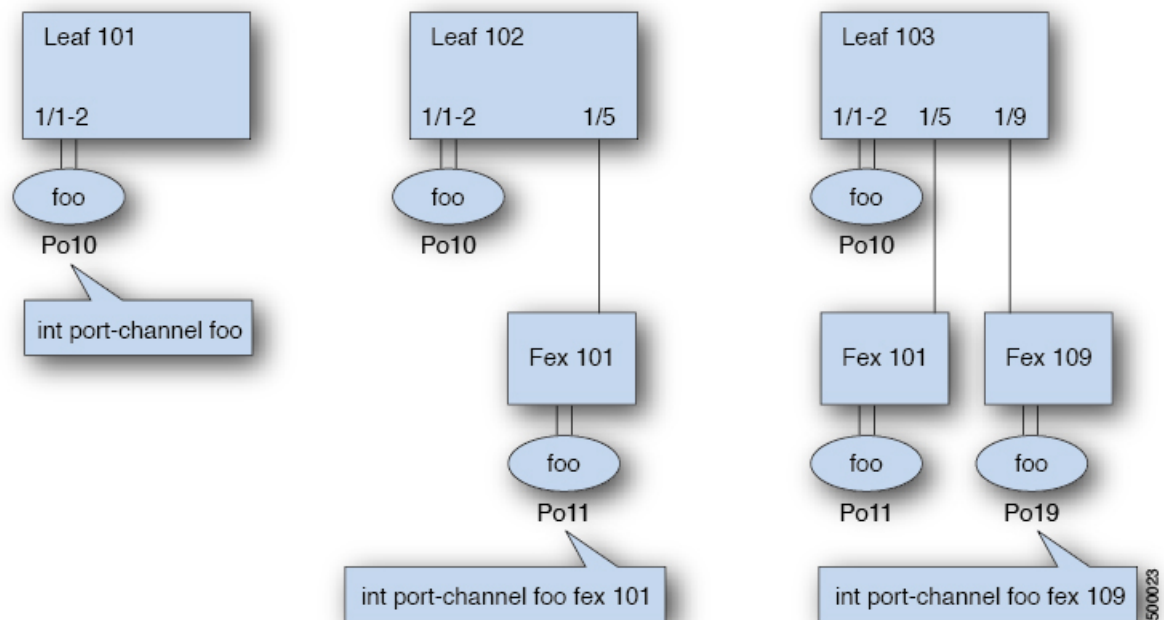 Leaf 101
1/1-2
foo
Po10
int port-channel foo
Leaf 102
1/1-2 1/5
foo
Po10
Fex 101
foo
Po11
int port-channel foo fex 101
Leaf 103
1/1-2 1/5 1/9
foo
Po10
Fex 101
foo
Po11
Fex 109
foo
Po19
int port-channel foo fex 109
500023